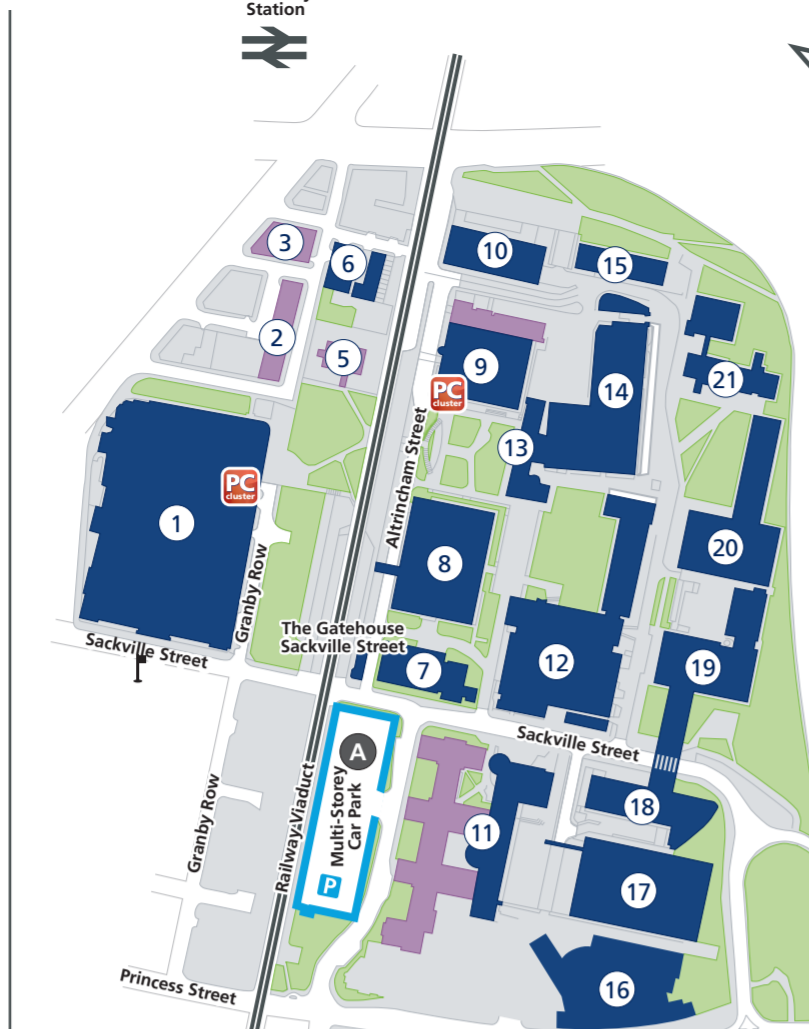 Station
3
6
10
15
2
5
9
14
21
PC
cluster
13
PC
cluster
1
Altrincham Street
8
20
Granby Row
The Gatehouse
Sackville Street
Sackville Street
7
12
19
Sackville Street
A
Multi-Storey
Car Park
P
Railway Viaduct
Granby Row
11
18
17
Princess Street
16